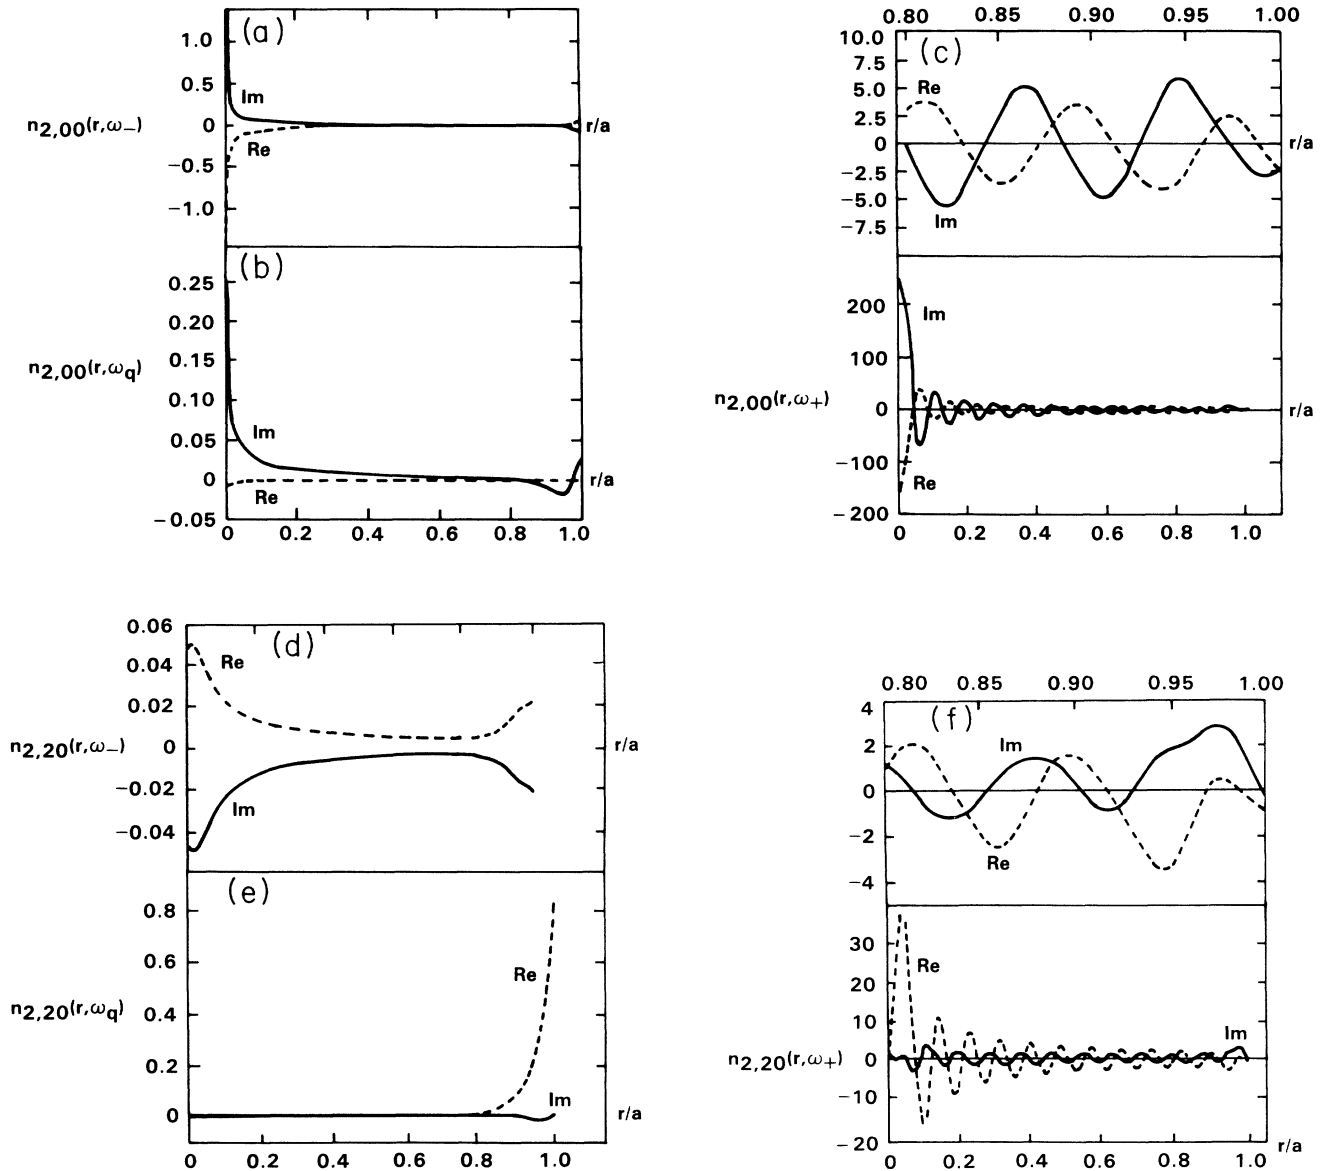 (a)
1.0
0.5
0
−0.5
−1.0
Im
Re
n2,00(r,ω−)
r/a
(b)
0.25
0.20
0.15
0.10
0.05
0
−0.05
Im
Re
n2,00(r,ωq)
r/a
0 0.2 0.4 0.6 0.8 1.0
0.80 0.85 0.90 0.95 1.00
(c)
10.0
7.5
5.0
2.5
0
−2.5
−5.0
−7.5
Re
Im
r/a
200
100
0
−100
−200
Im
Re
n2,00(r,ω+)
r/a
0 0.2 0.4 0.6 0.8 1.0
(d)
0.06
0.04
0.02
0
−0.02
−0.04
Re
Im
n2,20(r,ω−)
r/a
(e)
0.8
0.6
0.4
0.2
0
Re
Im
n2,20(r,ωq)
r/a
0 0.2 0.4 0.6 0.8 1.0
0.80 0.85 0.90 0.95 1.00
(f)
4
2
0
−2
−4
Im
Re
30
20
10
0
−10
−20
Re
Im
n2,20(r,ω+)
0 0.2 0.4 0.6 0.8 1.0
r/a